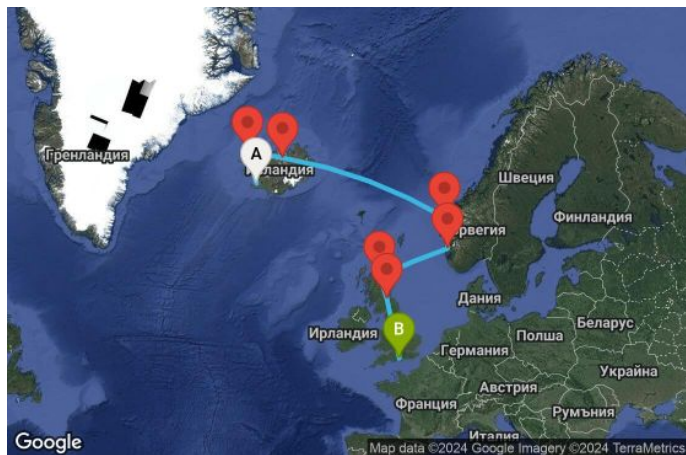 Гренландия
A
Исландия
Швеция
Норвегия
Финландия
Дания
Ирландия
B
Германия
Полша
Беларус
Украйна
Австрия
Франция
Румъния
Италия
Google
Map data ©2024 Google Imagery ©2024 TerraMetrics